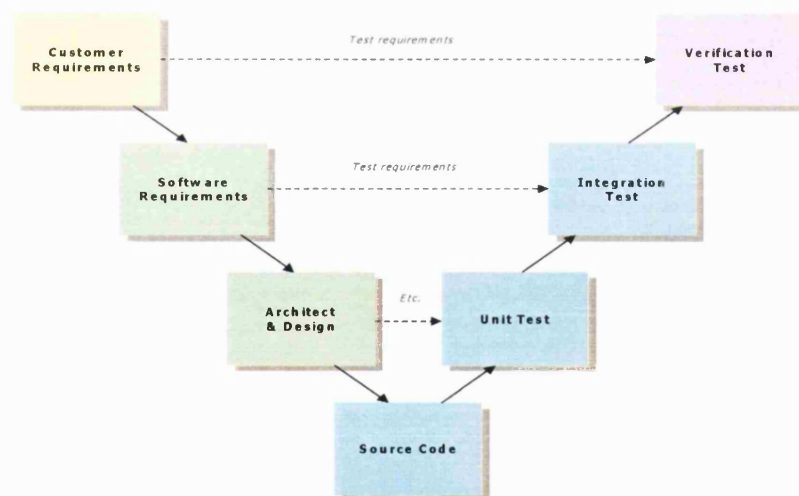 Customer
Requirements
Test requirements
Verification
Test
Software
Requirements
Test requirements
Integration
Test
Architect
& Design
Etc.
Unit Test
Source Code